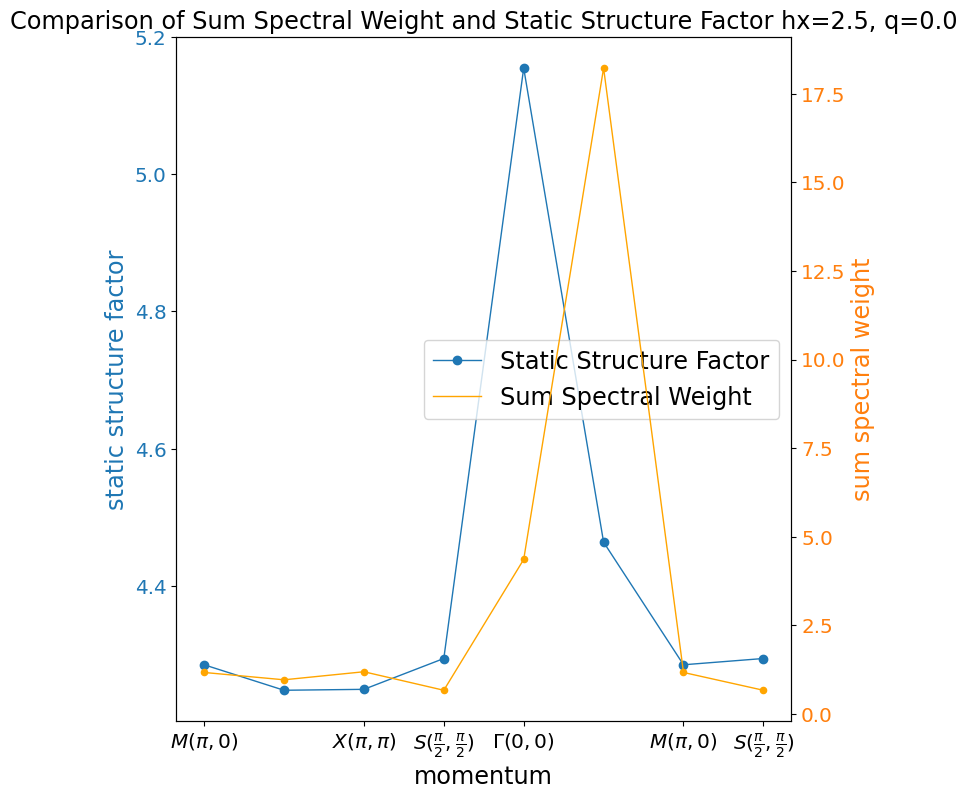 Comparison of Sum Spectral Weight and Static Structure Factor hx=2.5, q=0.0
5.2
5.0
4.8
4.6
4.4
static structure factor
17.5
15.0
12.5
10.0
7.5
5.0
2.5
0.0
sum spectral weight
Static Structure Factor
Sum Spectral Weight
M(π, 0)
X(π, π)
S(π/2, π/2)
Γ(0, 0)
M(π, 0)
S(π/2, π/2)
momentum